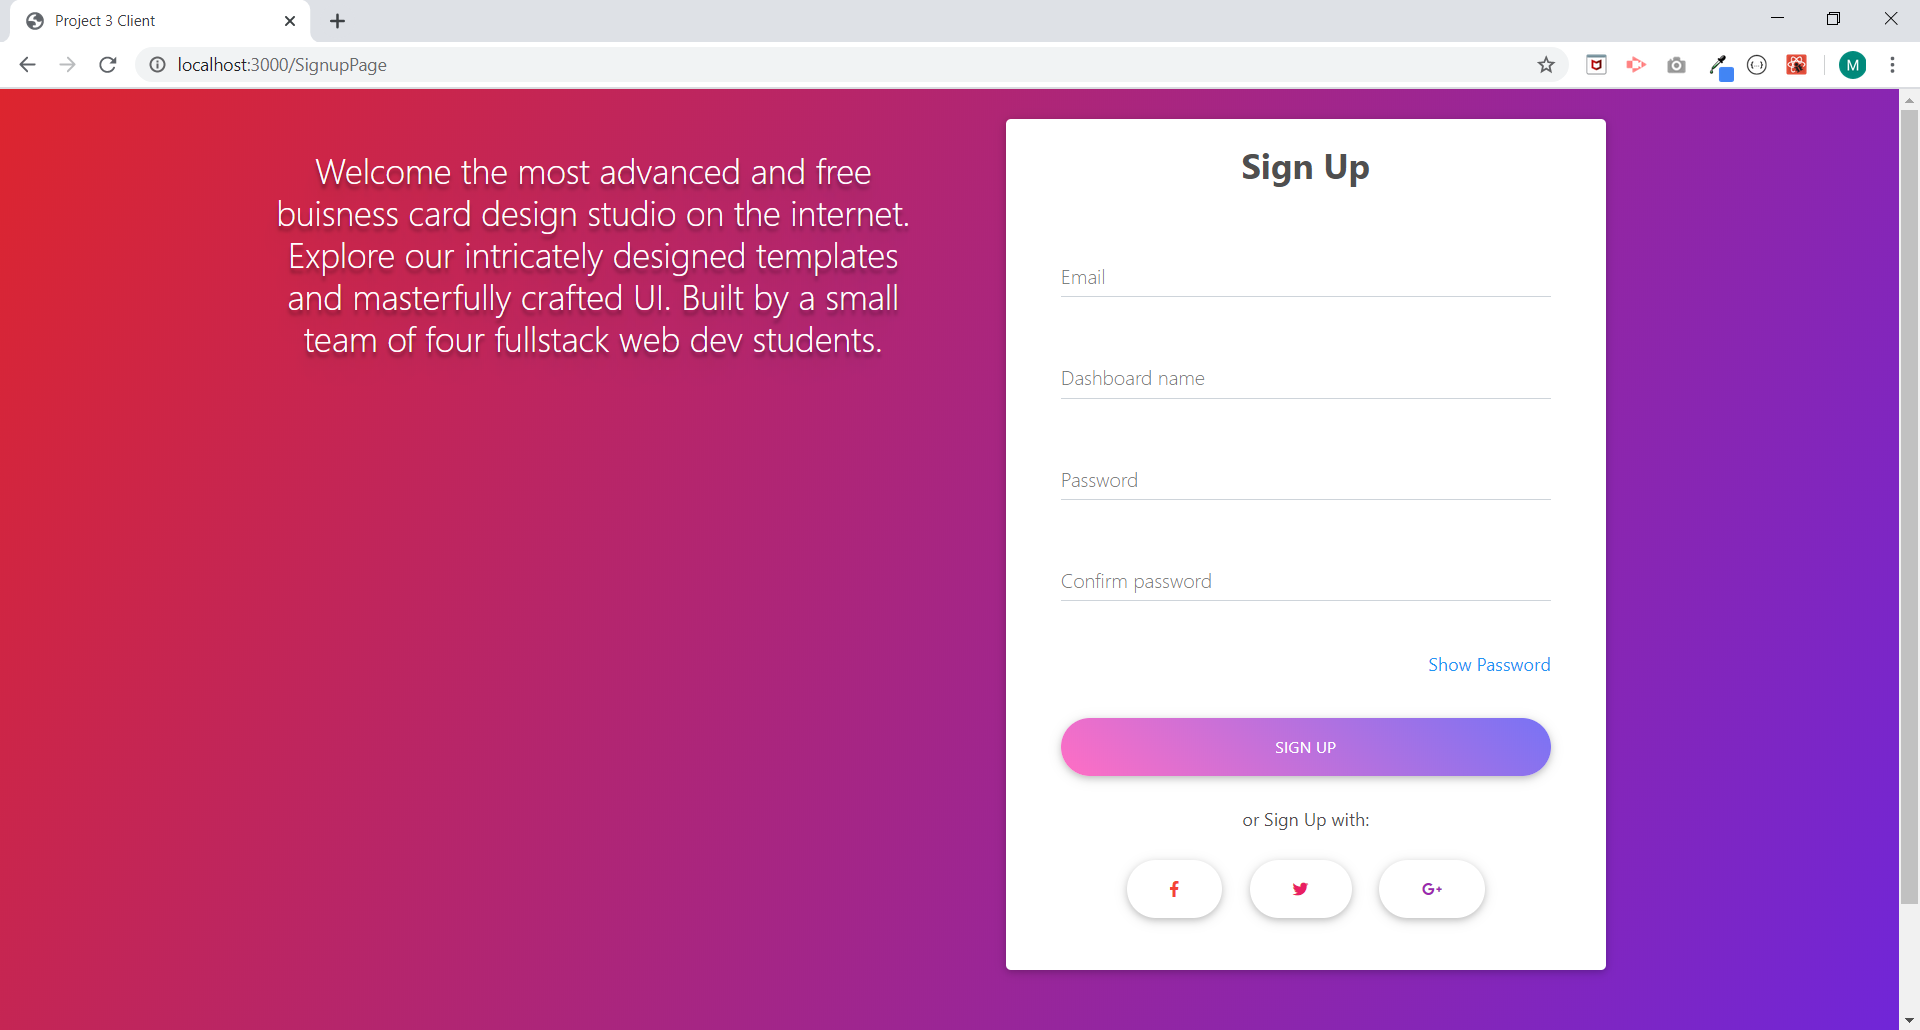 Project 3 Client
localhost:3000/SignupPage
M
Welcome the most advanced and free
buisness card design studio on the internet.
Explore our intricately designed templates
and masterfully crafted UI. Built by a small
team of four fullstack web dev students.
Sign Up
Email
Dashboard name
Password
Confirm password
Show Password
SIGN UP
or Sign Up with:
G+